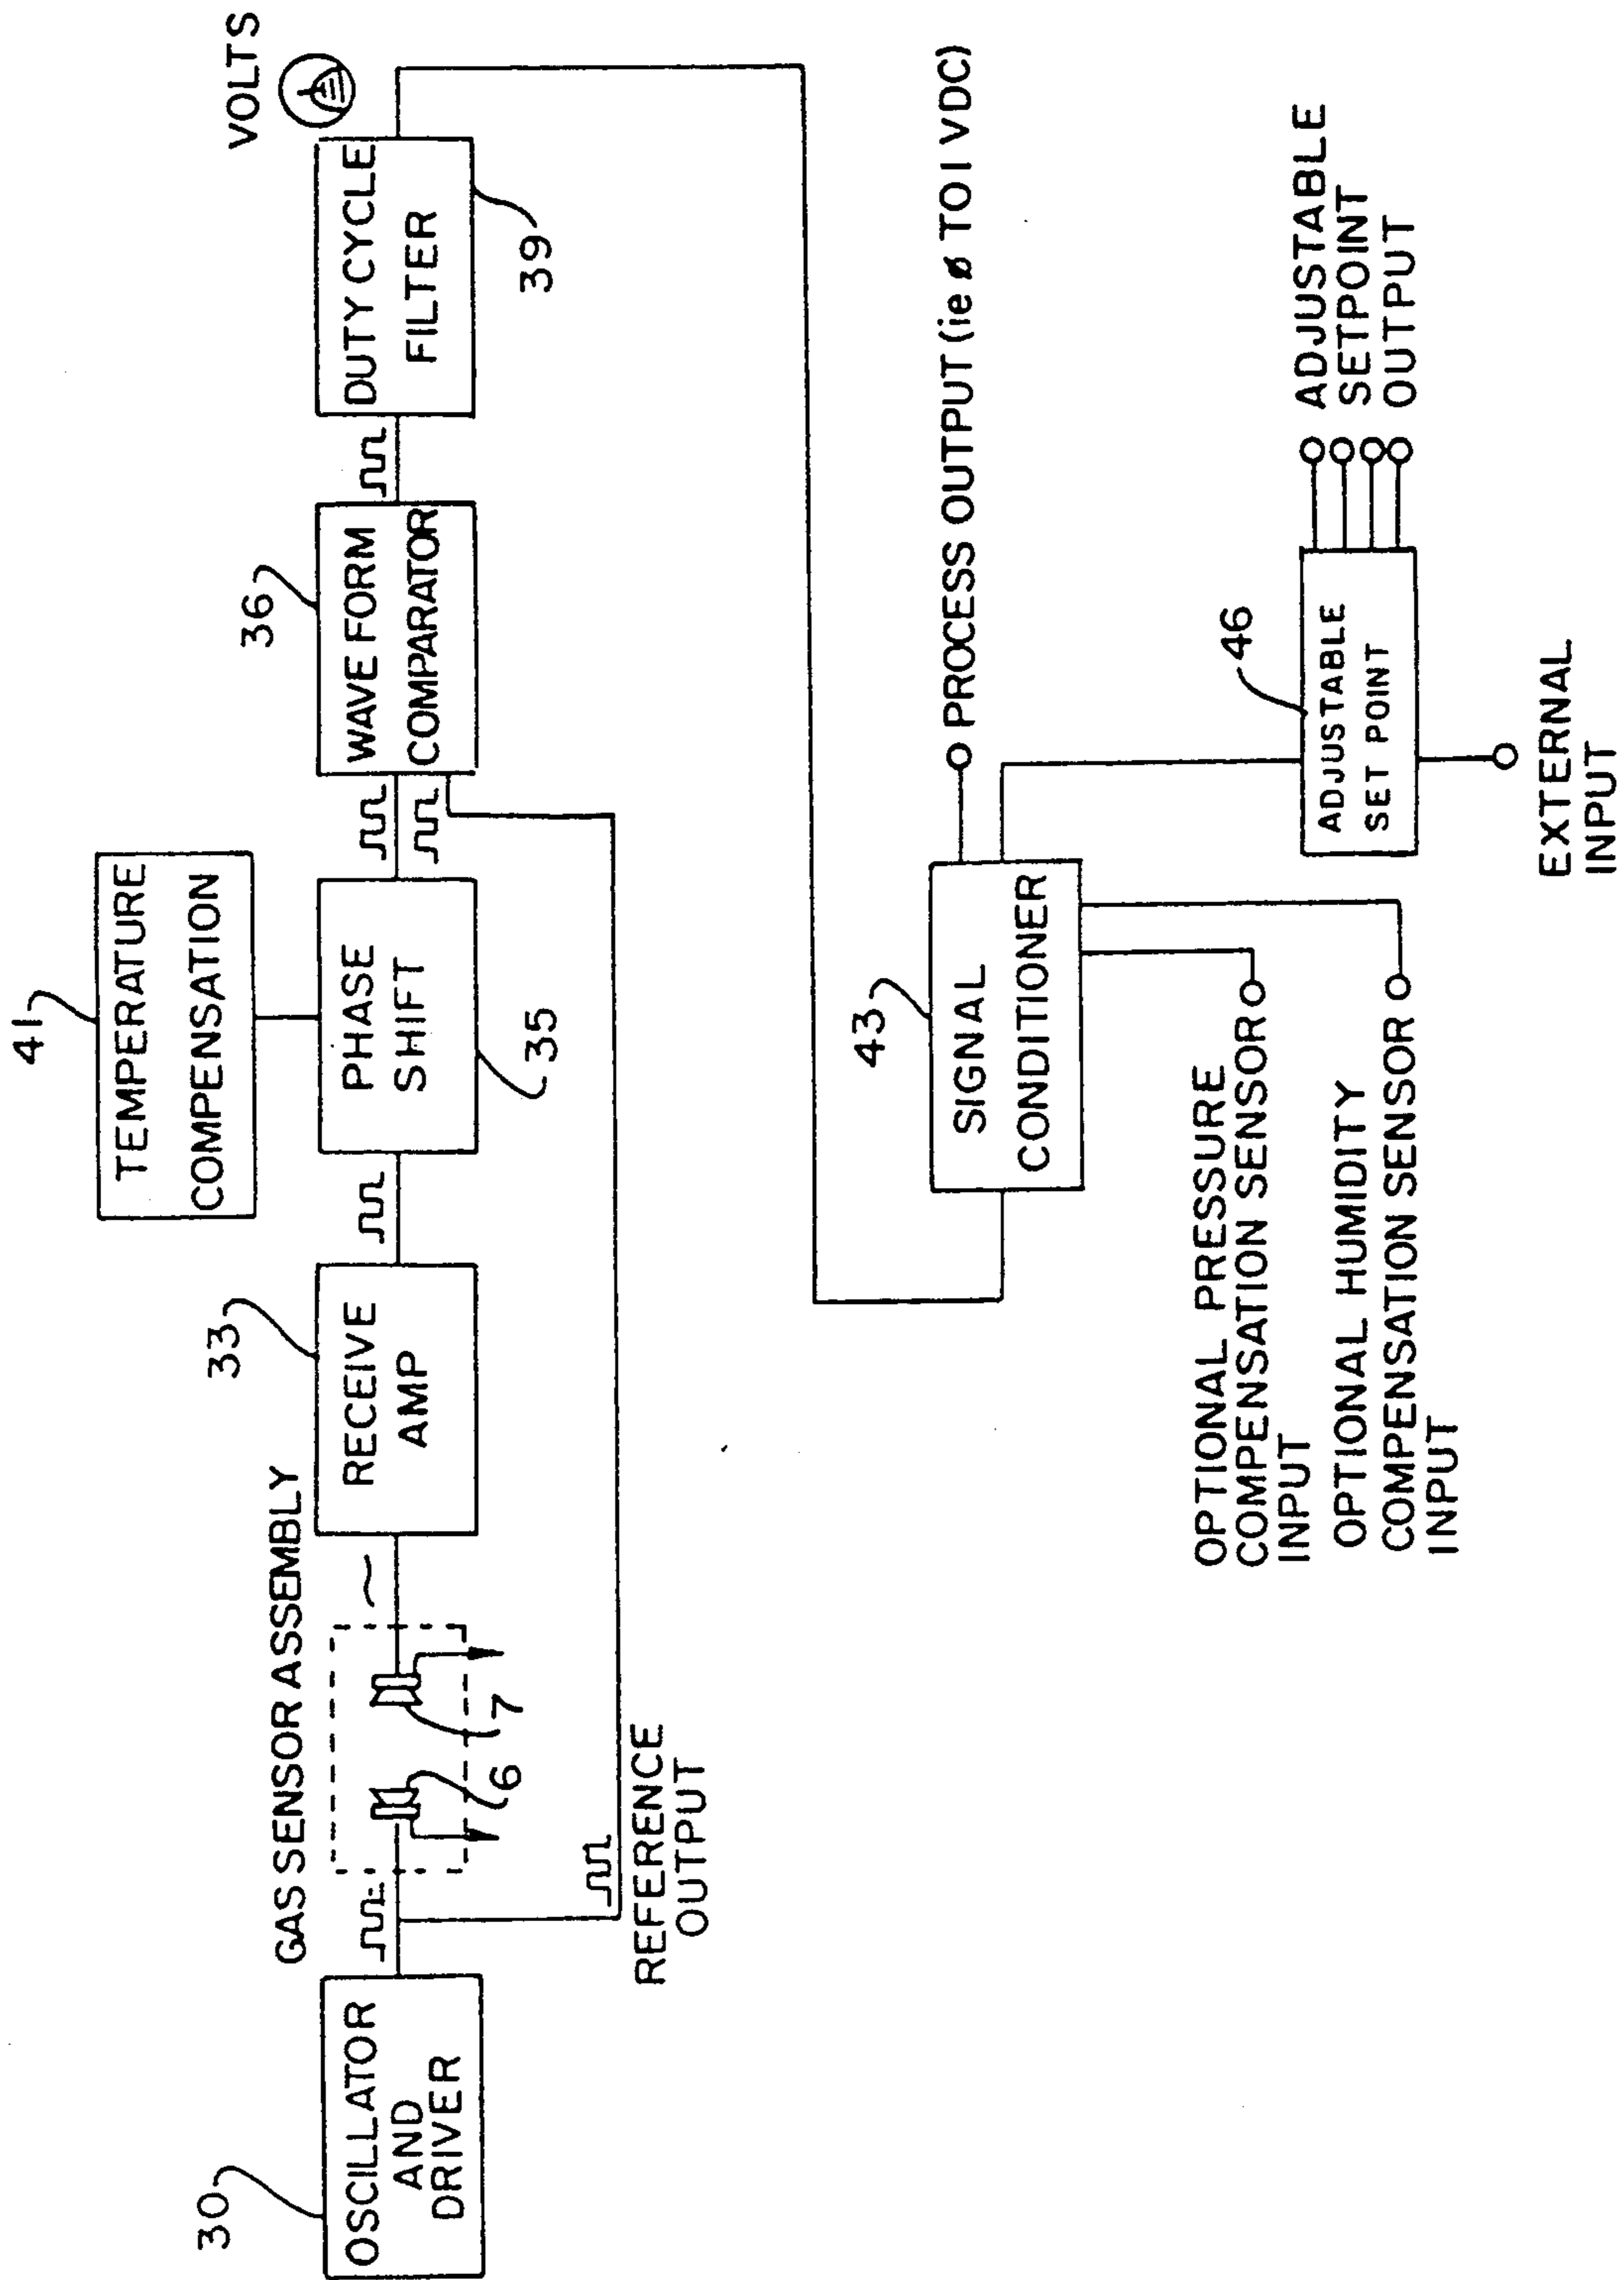 41
TEMPERATURE
COMPENSATION
VOLTS
GAS SENSOR ASSEMBLY
30
OSCILLATOR
AND
DRIVER
6
7
33
RECEIVE
AMP
PHASE
SHIFT
35
36
WAVE FORM
COMPARATOR
DUTY CYCLE
FILTER
39
REFERENCE
OUTPUT
43
SIGNAL
CONDITIONER
PROCESS OUTPUT (ie ø TO 1 VDC)
OPTIONAL PRESSURE
COMPENSATION SENSOR
INPUT
OPTIONAL HUMIDITY
COMPENSATION SENSOR
INPUT
46
ADJUSTABLE
SET POINT
ADJUSTABLE
SETPOINT
OUTPUT
EXTERNAL
INPUT